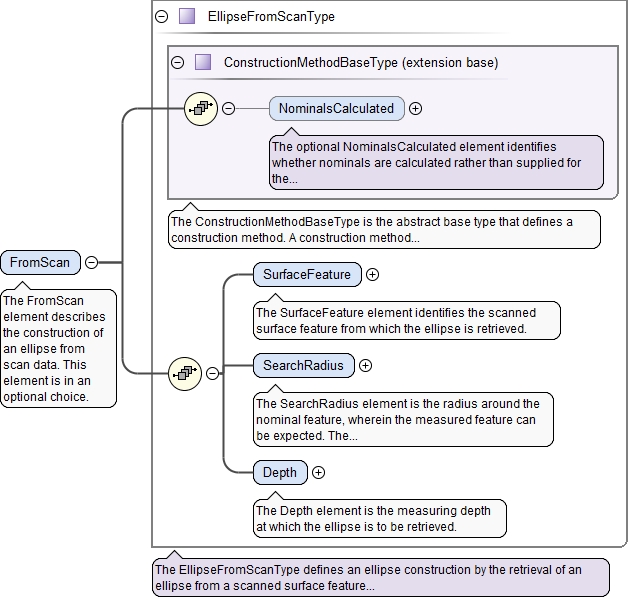 EllipseFromScanType
ConstructionMethodBaseType (extension base)
NominalsCalculated
The optional NominalsCalculated element identifies
whether nominals are calculated rather than supplied for
the...
The ConstructionMethodBaseType is the abstract base type that defines a
construction method. A construction method...
FromScan
The FromScan
element describes
the construction of
an ellipse from
scan data. This
element is in an
optional choice.
SurfaceFeature
The SurfaceFeature element identifies the scanned
surface feature from which the ellipse is retrieved.
SearchRadius
The SearchRadius element is the radius around the
nominal feature, wherein the measured feature can
be expected. The...
Depth
The Depth element is the measuring depth
at which the ellipse is to be retrieved.
The EllipseFromScanType defines an ellipse construction by the retrieval of an
ellipse from a scanned surface feature...